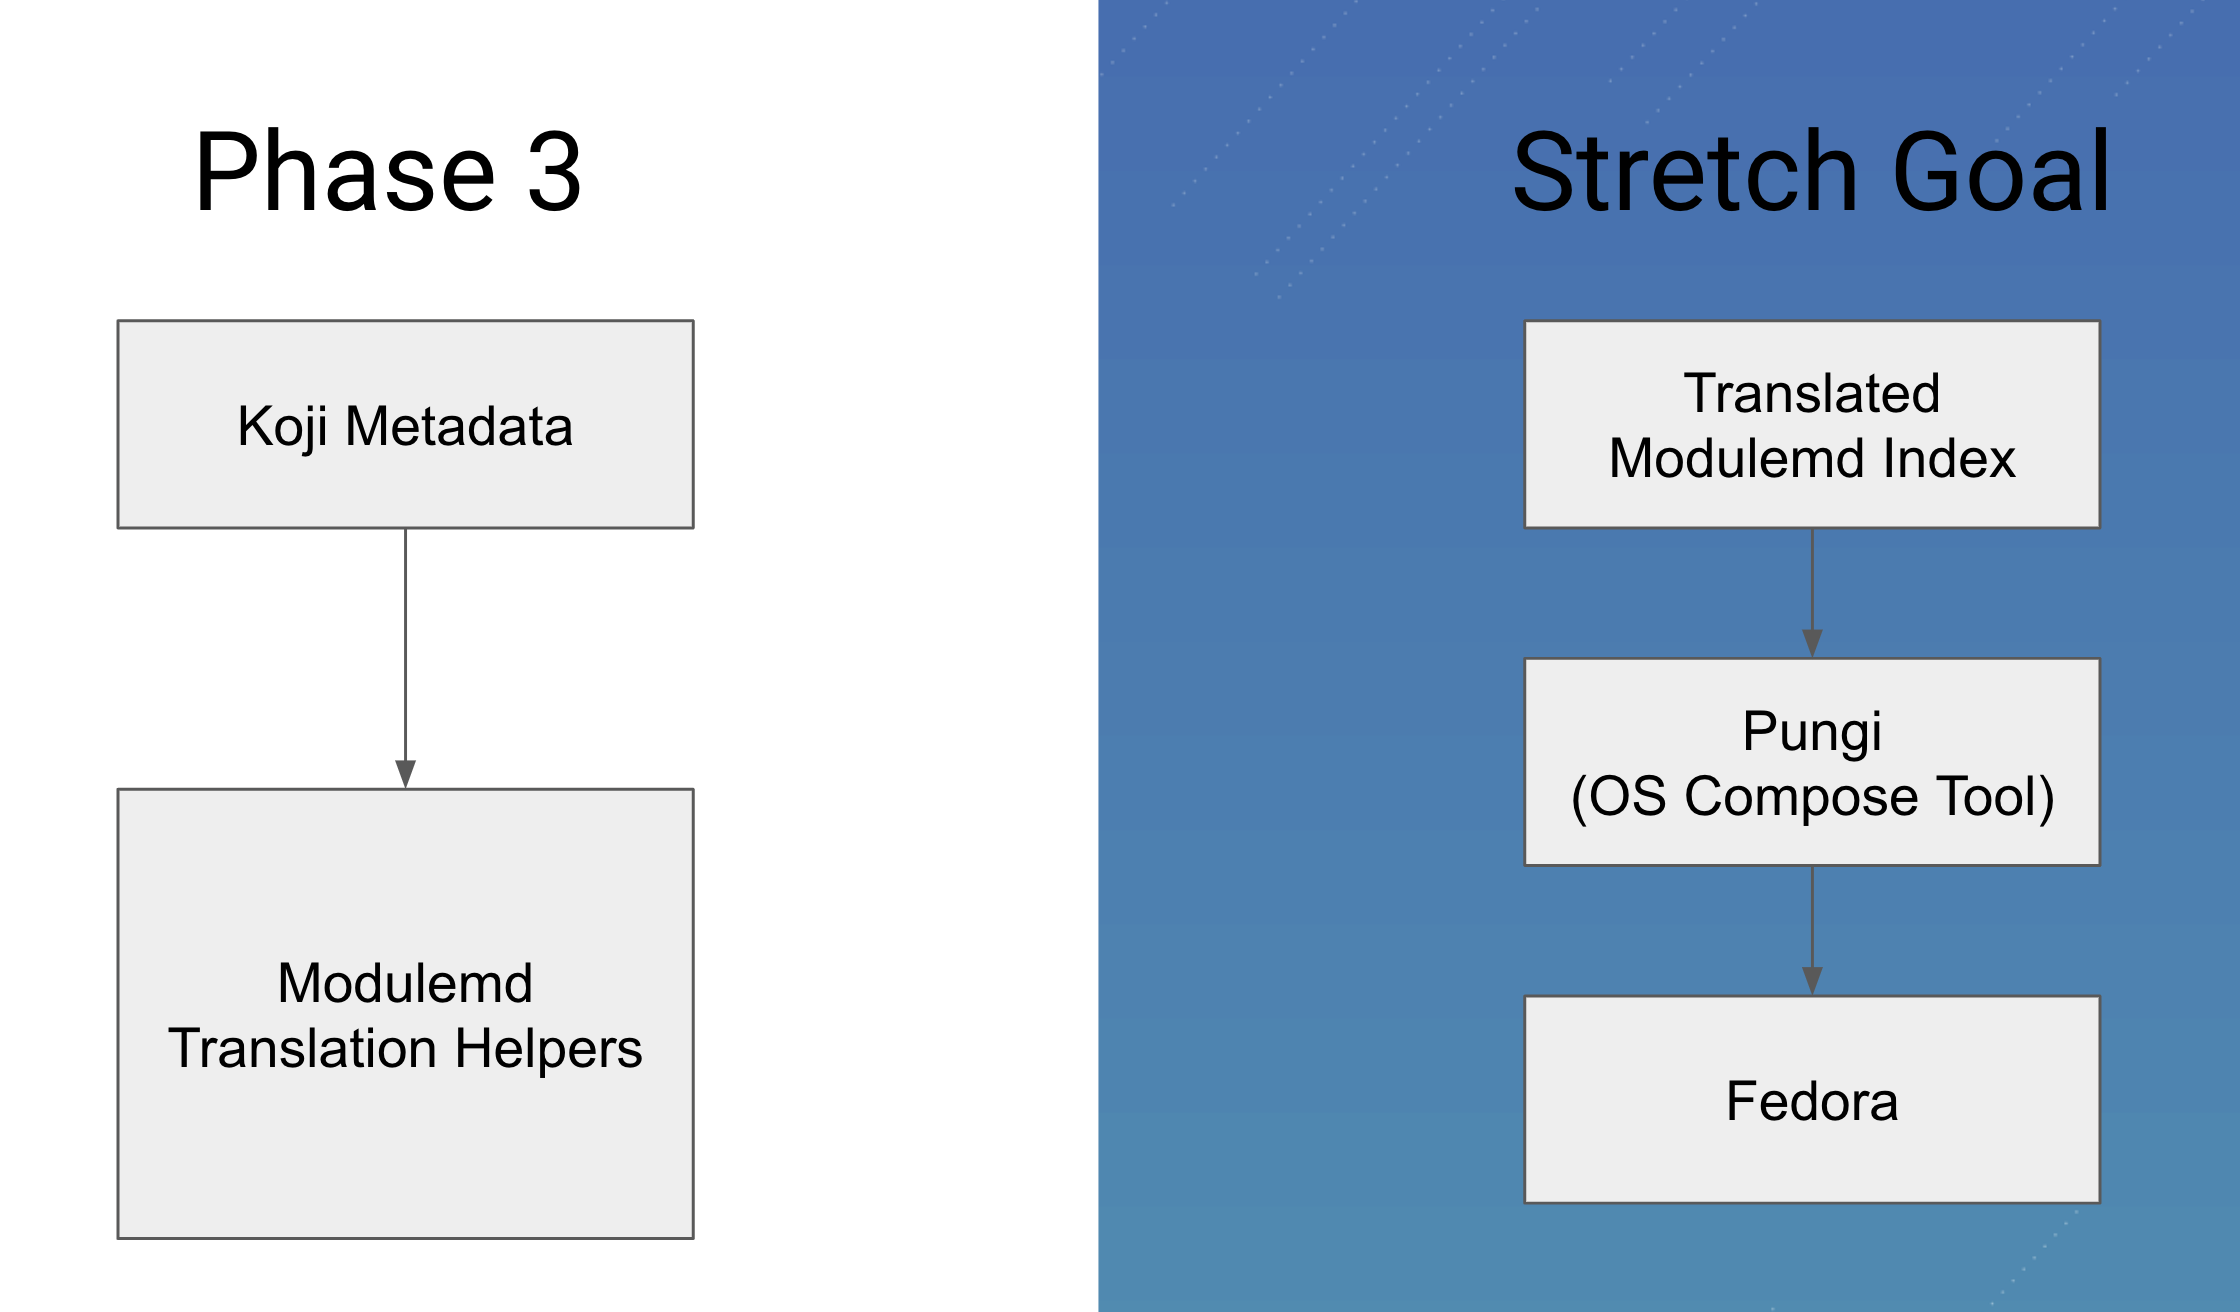 Phase 3
Koji Metadata
Modulemd
Translation Helpers
Stretch Goal
Translated
Modulemd Index
Pungi
(OS Compose Tool)
Fedora